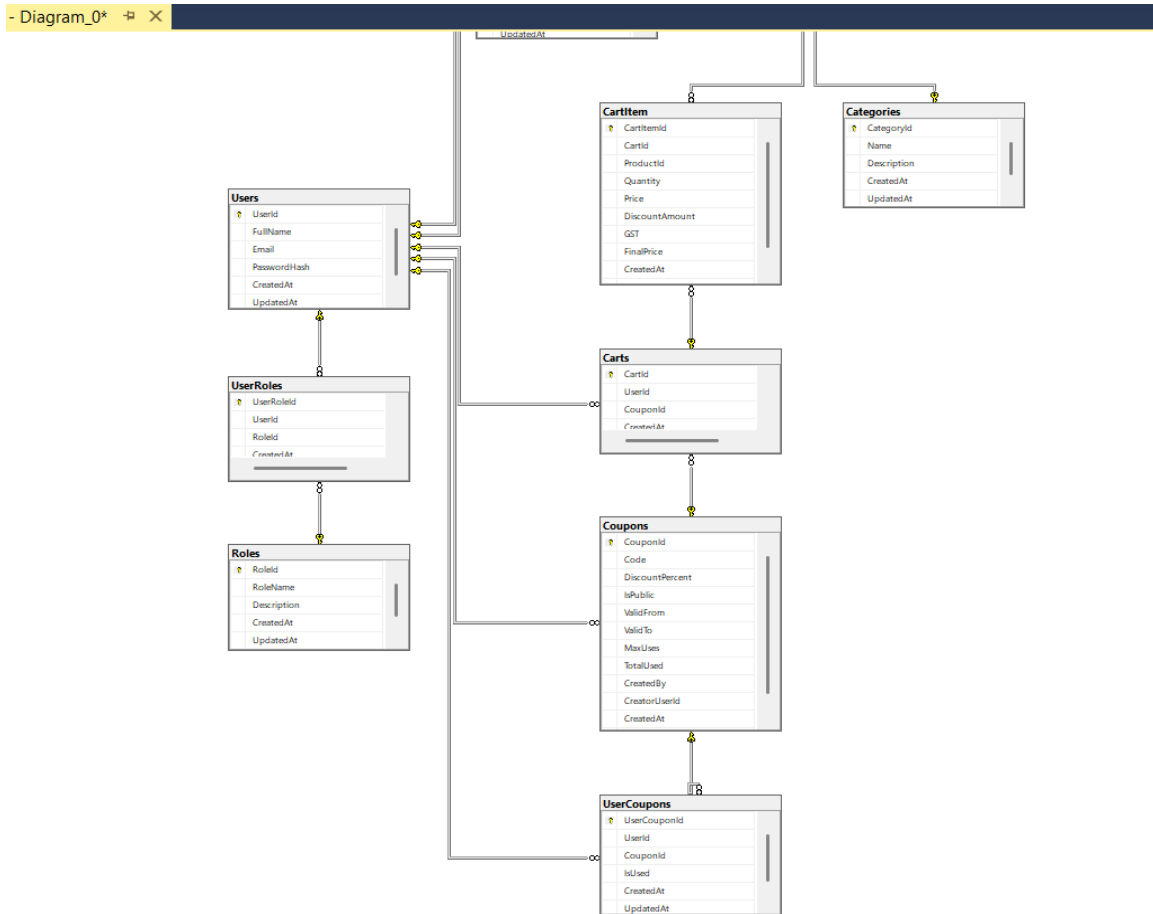 - Diagram_0*
UpdatedAt
CartItem
CartItemId
CartId
ProductId
Quantity
Price
DiscountAmount
GST
FinalPrice
CreatedAt
Categories
CategoryId
Name
Description
CreatedAt
UpdatedAt
Users
UserId
FullName
Email
PasswordHash
CreatedAt
UpdatedAt
Carts
CartId
UserId
CouponId
CreatedAt
UserRoles
UserRoleId
UserId
RoleId
CreatedAt
Coupons
CouponId
Code
DiscountPercent
IsPublic
ValidFrom
ValidTo
MaxUses
TotalUsed
CreatedBy
CreatorUserId
CreatedAt
Roles
RoleId
RoleName
Description
CreatedAt
UpdatedAt
UserCoupons
UserCouponId
UserId
CouponId
IsUsed
CreatedAt
UpdatedAt